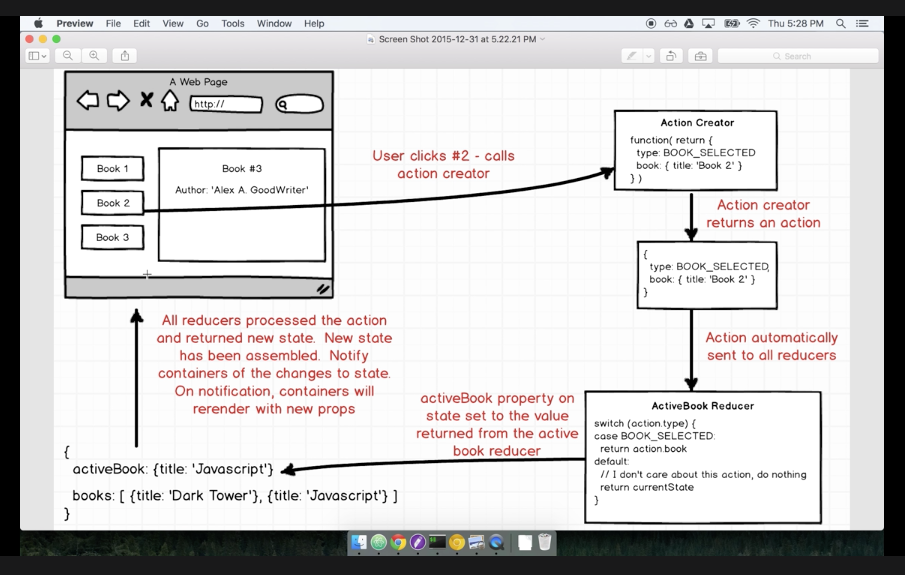 Preview File Edit View Go Tools Window Help
Thu 5:28 PM
Screen Shot 2015-12-31 at 5.22.21 PM
Search
A Web Page
http://
Book 1
Book 2
Book 3
Book #3
Author: 'Alex A. GoodWriter'
User clicks #2 - calls
action creator
Action Creator
function( return {
type: BOOK_SELECTED
book: { title: 'Book 2' }
} )
Action creator
returns an action
{
type: BOOK_SELECTED,
book: { title: 'Book 2' }
}
Action automatically
sent to all reducers
ActiveBook Reducer
switch (action.type) {
case BOOK_SELECTED:
return action.book
default:
// I don't care about this action, do nothing
return currentState
}
activeBook property on
state set to the value
returned from the active
book reducer
All reducers processed the action
and returned new state. New state
has been assembled. Notify
containers of the changes to state.
On notification, containers will
rerender with new props
{
activeBook: {title: 'Javascript'}
books: [ {title: 'Dark Tower'}, {title: 'Javascript'} ]
}